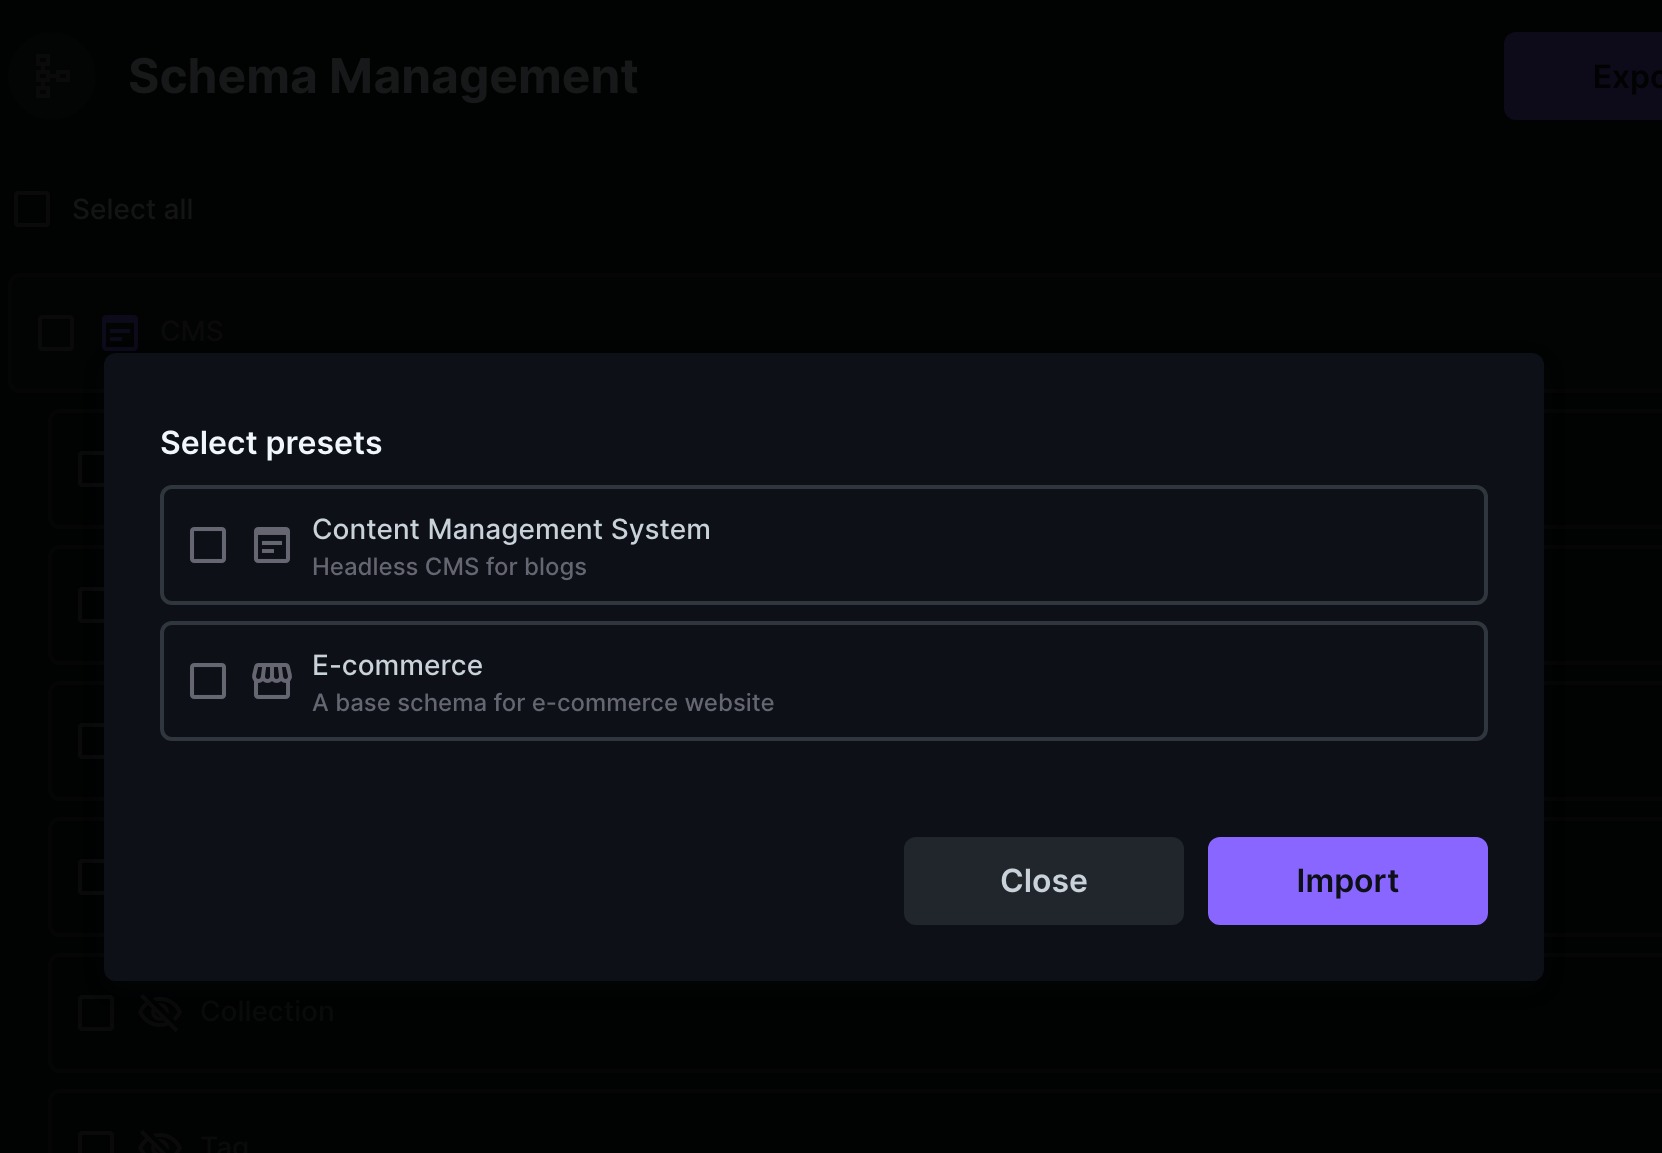 Schema Management
Expo
Select all
CMS
Select presets
Content Management System
Headless CMS for blogs
E-commerce
A base schema for e-commerce website
Close
Import
Collection
Tag